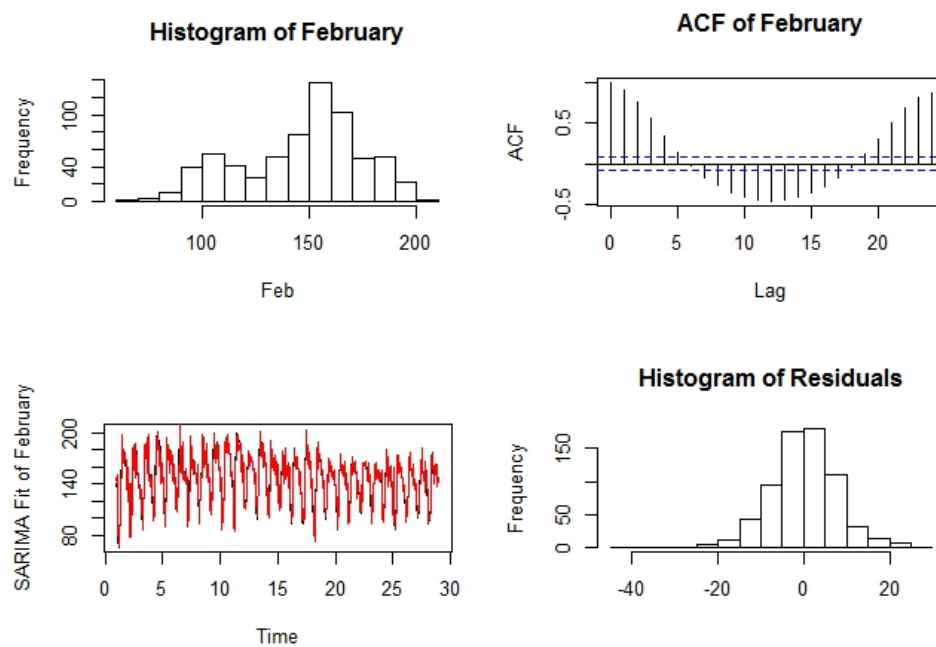 Histogram of February
Frequency
0 40 100
100 150 200
Feb
ACF of February
ACF
-0.5 0.5
0 5 10 15 20
Lag
SARIMA Fit of February
80 140 200
0 5 10 15 20 25 30
Time
Histogram of Residuals
Frequency
0 50 150
-40 -20 0 20